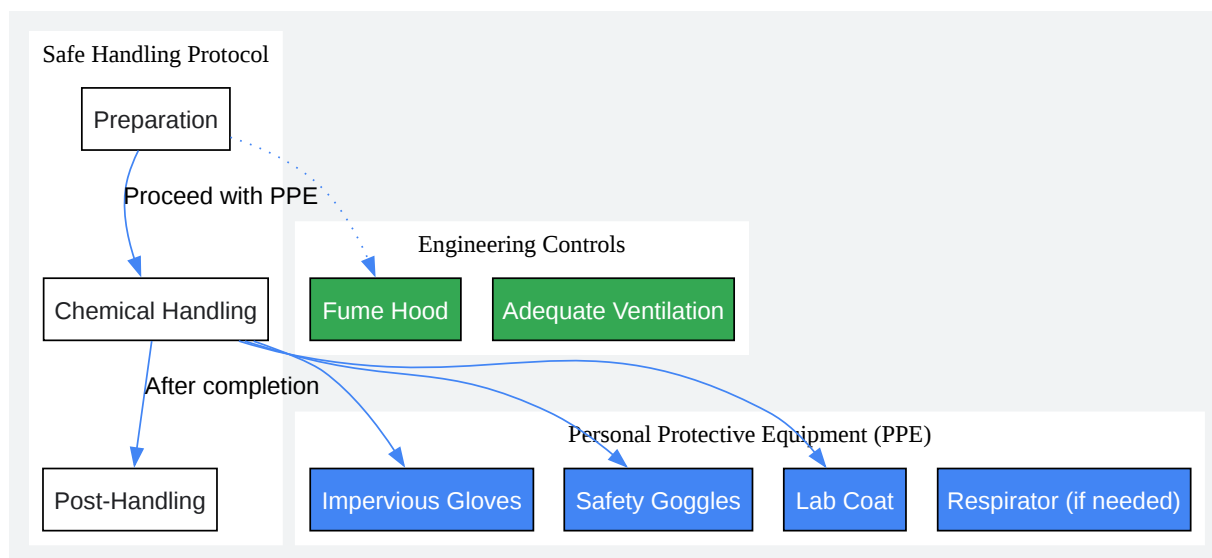 Safe Handling Protocol
Preparation
Proceed with PPE
Engineering Controls
Chemical Handling
Fume Hood
Adequate Ventilation
After completion
Personal Protective Equipment (PPE)
Post-Handling
Impervious Gloves
Safety Goggles
Lab Coat
Respirator (if needed)